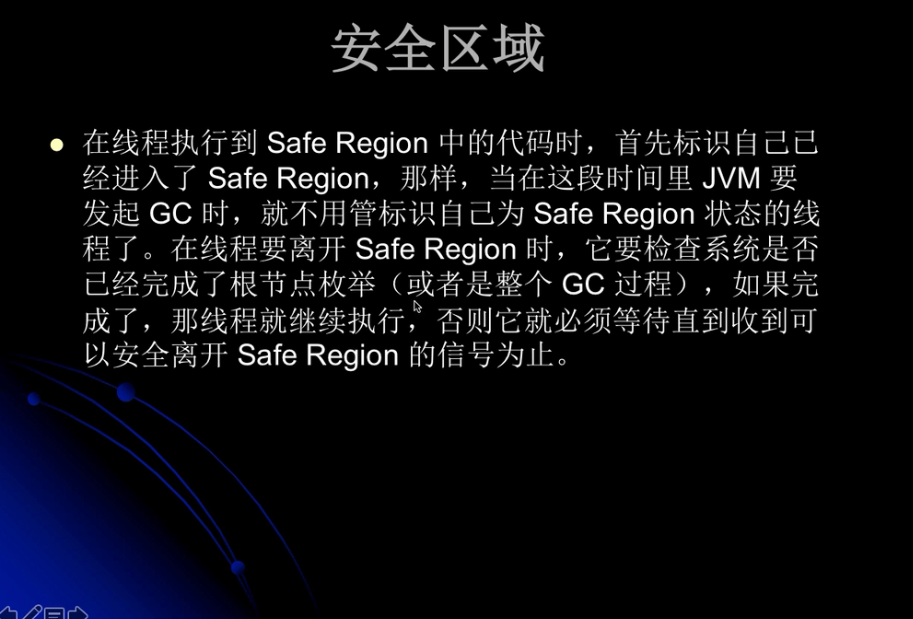 安全区域
在线程执行到 Safe Region 中的代码时，首先标识自己已
经进入了 Safe Region，那样，当在这段时间里 JVM 要
发起 GC 时，就不用管标识自己为 Safe Region 状态的线
程了。在线程要离开 Safe Region 时，它要检查系统是否
已经完成了根节点枚举（或者是整个 GC 过程），如果完
成了，那线程就继续执行，否则它就必须等待直到收到可
以安全离开 Safe Region 的信号为止。